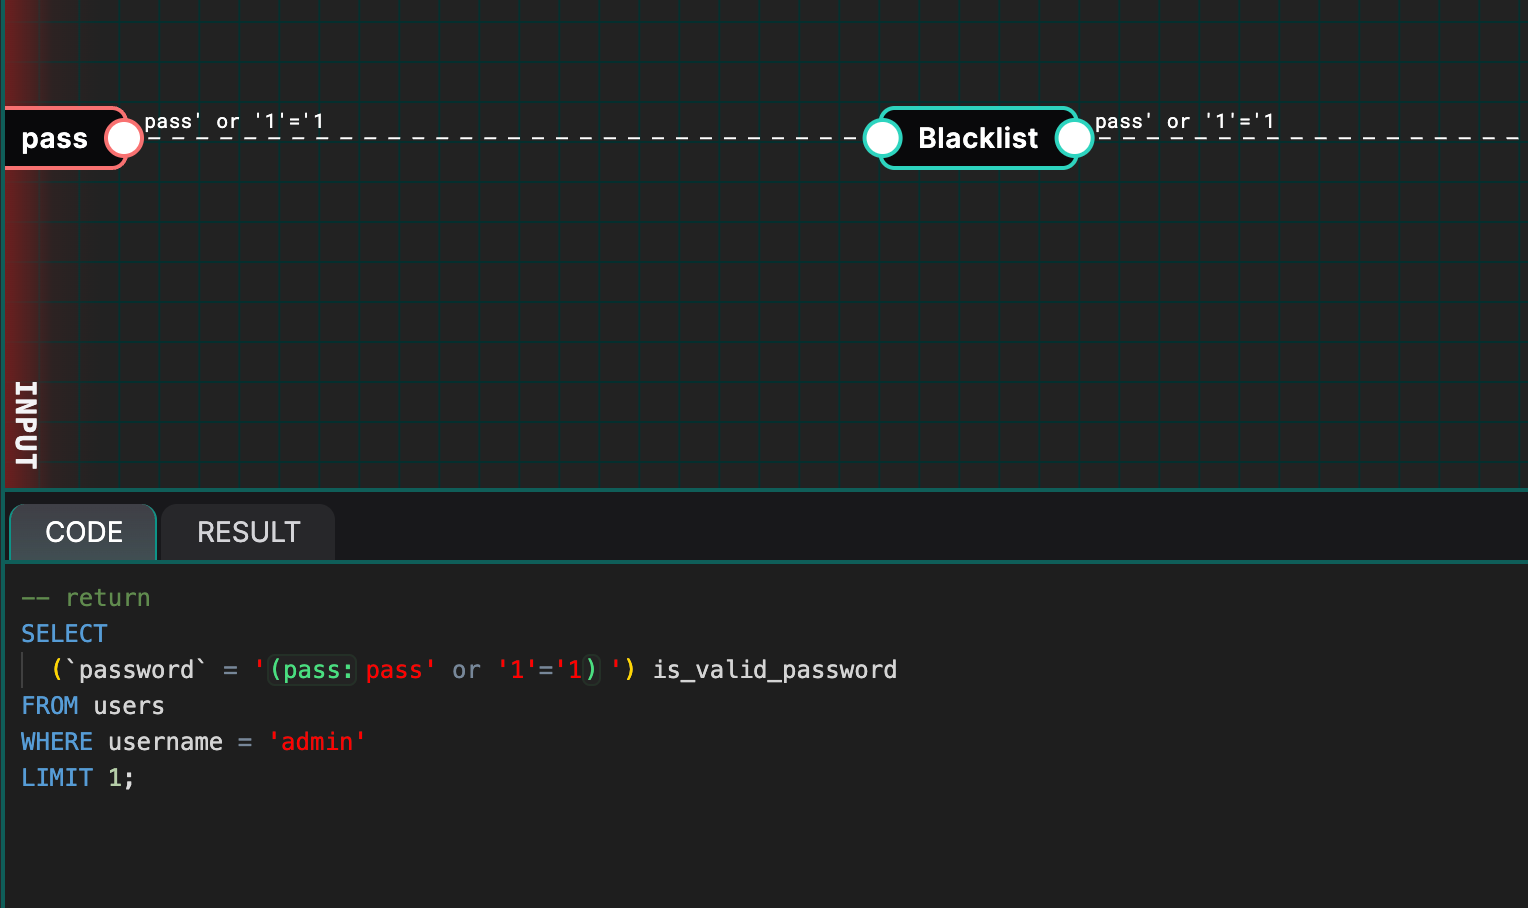 pass pass' or '1'='1 Blacklist pass' or '1'='1
INPUT
CODE RESULT
-- return
SELECT
(`password` = '(pass: pass' or '1'='1) ') is_valid_password
FROM users
WHERE username = 'admin'
LIMIT 1;